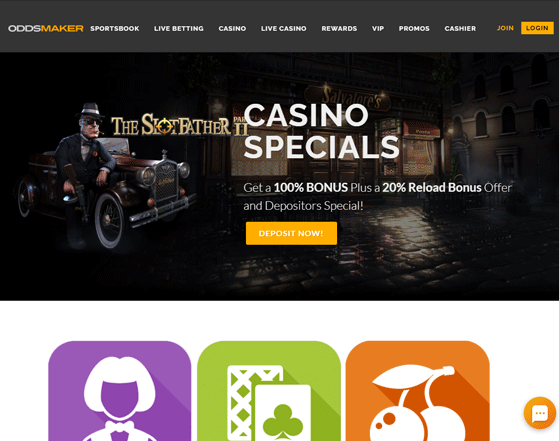 ODDSMAKER
SPORTSBOOK LIVE BETTING CASINO LIVE CASINO REWARDS VIP PROMOS CASHIER JOIN LOGIN
THE SLOTFATHER PART II
Salvatore's
CASINO
SPECIALS
Get a 100% BONUS Plus a 20% Reload Bonus Offer
and Depositors Special!
DEPOSIT NOW!